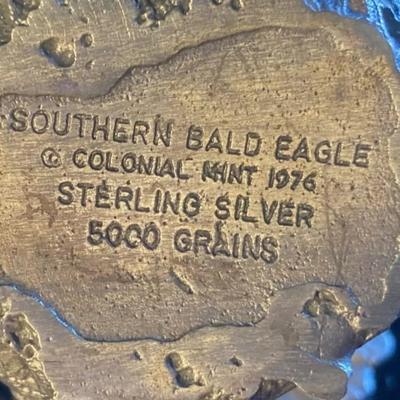 SOUTHERN BALD EAGLE
© COLONIAL MINT 1976
STERLING SILVER
5000 GRAINS